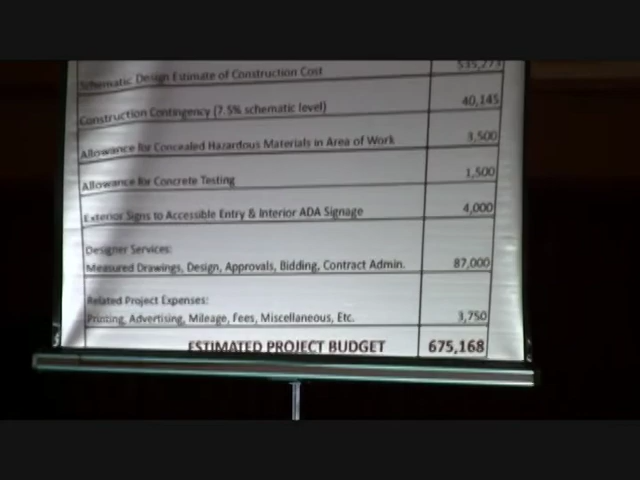 Schematic Design Estimate of Construction Cost 535,273
Construction Contingency (7.5% schematic level) 40,145
Allowance for Concealed Hazardous Materials in Area of Work 3,500
Allowance for Concrete Testing 1,500
Exterior Signs to Accessible Entry & Interior ADA Signage 4,000
Designer Services:
Measured Drawings, Design, Approvals, Bidding, Contract Admin. 87,000
Related Project Expenses:
Printing, Advertising, Mileage, Fees, Miscellaneous, Etc. 3,750
ESTIMATED PROJECT BUDGET 675,168